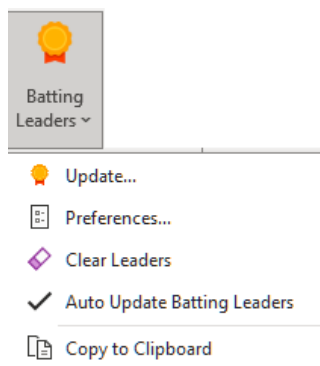 Batting
Leaders
Update...
Preferences...
Clear Leaders
Auto Update Batting Leaders
Copy to Clipboard